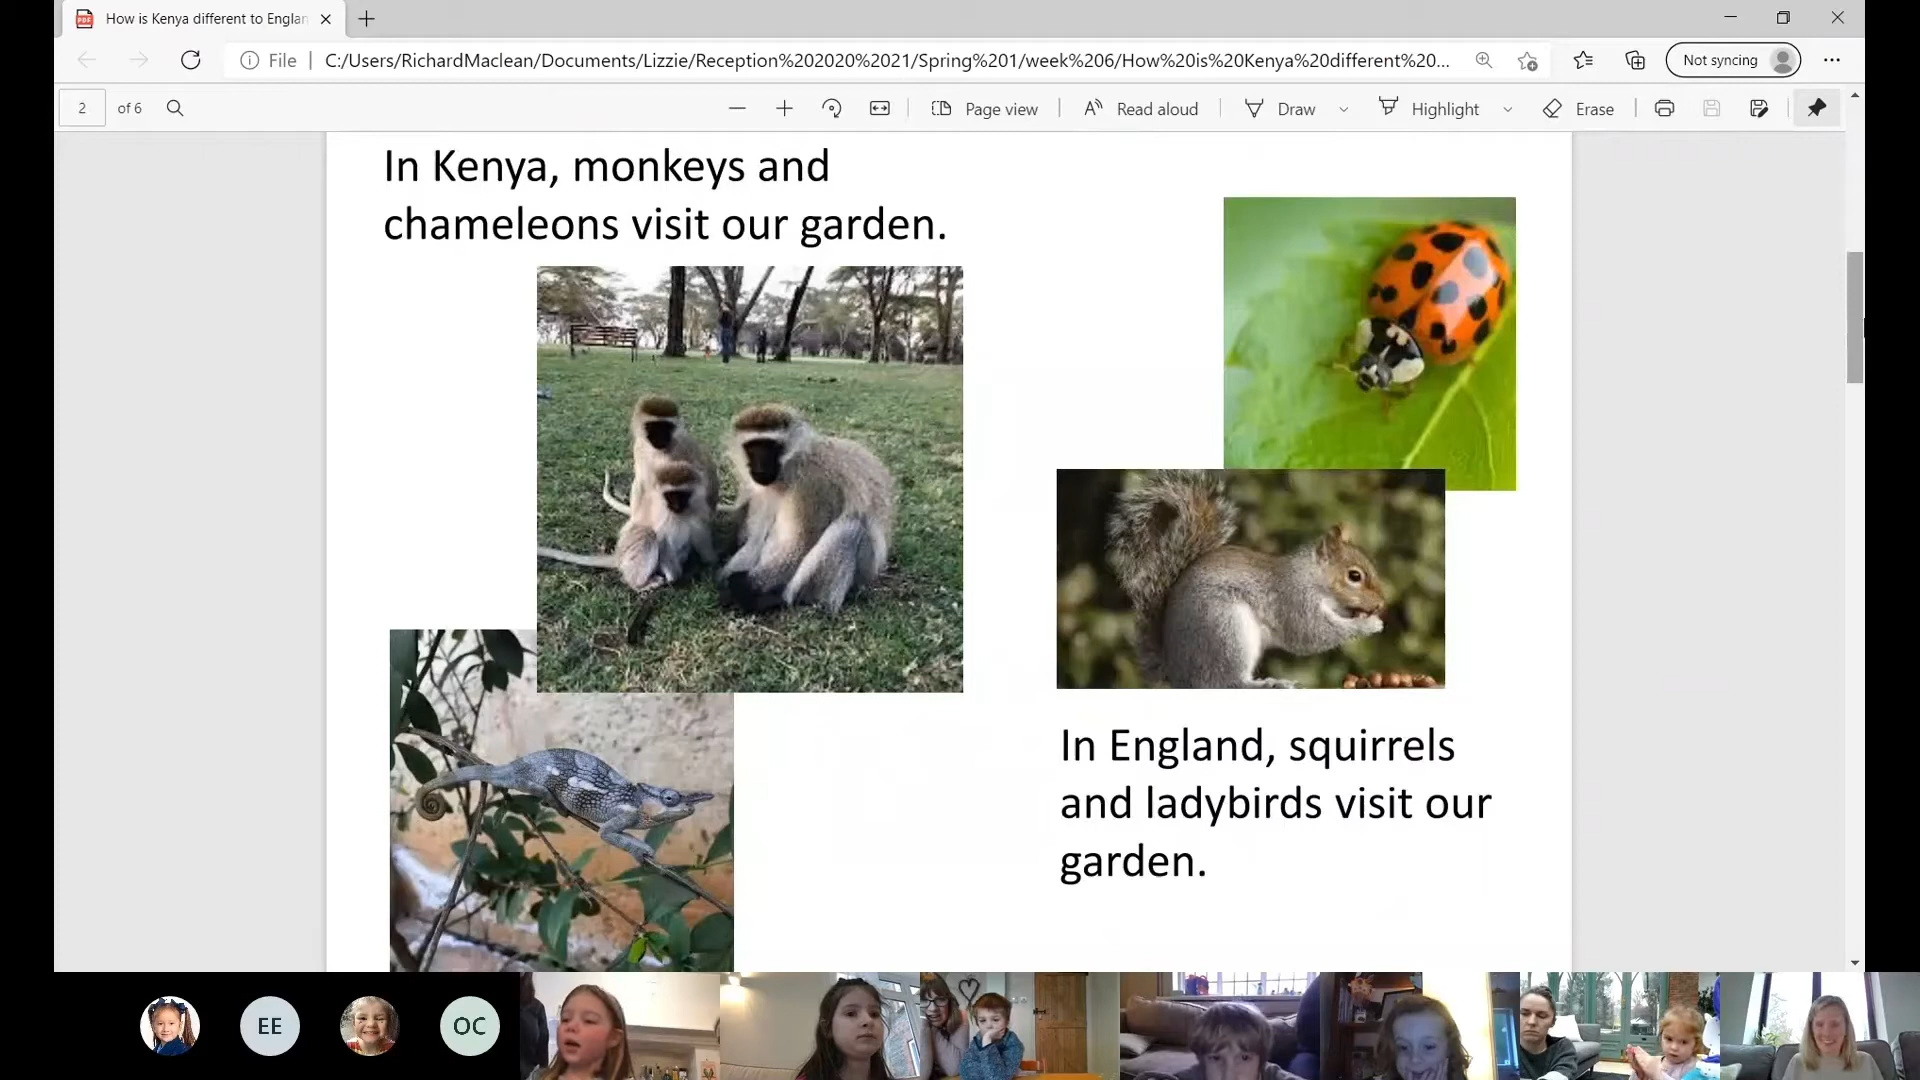 How is Kenya different to Englan
File
C:/Users/RichardMaclean/Documents/Lizzie/Reception%202020%2021/Spring%201/week%206/How%20is%20Kenya%20different%20...
Not syncing
2 of 6
Page view
Read aloud
Draw
Highlight
Erase
In Kenya, monkeys and
chameleons visit our garden.
In England, squirrels
and ladybirds visit our
garden.
EE
OC